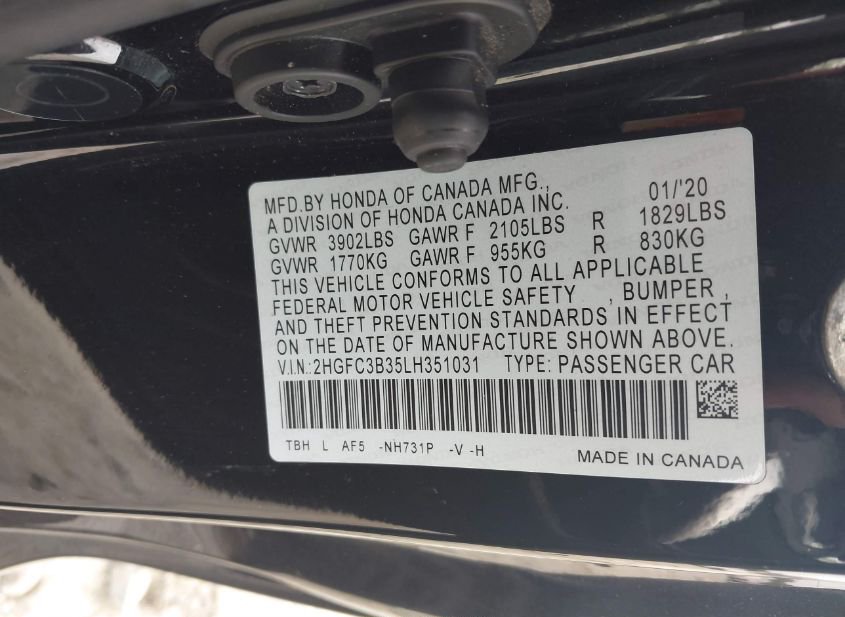 MFD.BY HONDA OF CANADA MFG., 01/'20
A DIVISION OF HONDA CANADA INC.
GVWR 3902LBS GAWR F 2105LBS R 1829LBS
GVWR 1770KG GAWR F 955KG R 830KG
THIS VEHICLE CONFORMS TO ALL APPLICABLE
FEDERAL MOTOR VEHICLE SAFETY , BUMPER ,
AND THEFT PREVENTION STANDARDS IN EFFECT
ON THE DATE OF MANUFACTURE SHOWN ABOVE.
V.I.N.:2HGFC3B35LH351031 TYPE: PASSENGER CAR
TBH L AF5 -NH731P -V -H
MADE IN CANADA